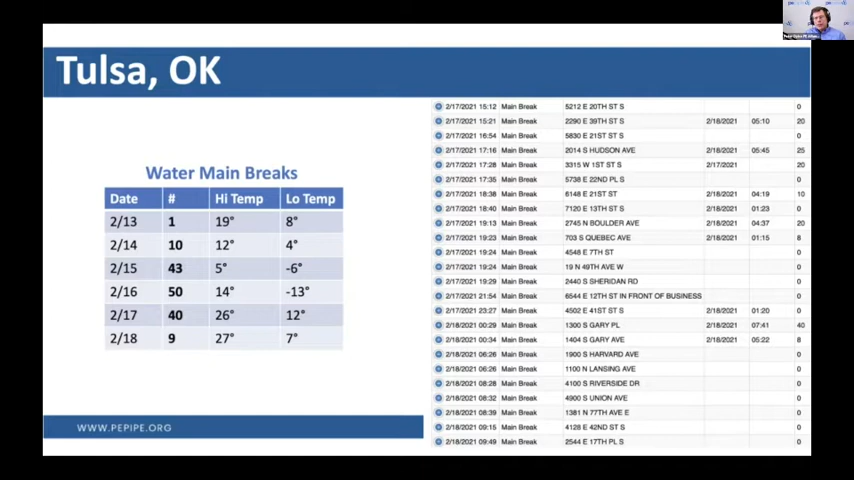 Tulsa, OK
Water Main Breaks
Date # Hi Temp Lo Temp
2/13 1 19° 8°
2/14 10 12° 4°
2/15 43 5° -6°
2/16 50 14° -13°
2/17 40 26° 12°
2/18 9 27° 7°
WWW.PEPIPE.ORG
2/17/2021 15:12 Main Break 5212 E 20TH ST S 0
2/17/2021 15:21 Main Break 2290 E 39TH ST S 2/18/2021 05:10 20
2/17/2021 16:54 Main Break 5830 E 21ST ST S 0
2/17/2021 17:16 Main Break 2014 S HUDSON AVE 2/18/2021 05:45 25
2/17/2021 17:28 Main Break 3315 W 1ST ST S 2/17/2021 20
2/17/2021 17:35 Main Break 5738 E 22ND PL S 0
2/17/2021 18:38 Main Break 6148 E 21ST ST 2/18/2021 04:19 10
2/17/2021 18:40 Main Break 7120 E 13TH ST S 2/18/2021 01:23 0
2/17/2021 19:13 Main Break 2745 N BOULDER AVE 2/18/2021 04:37 20
2/17/2021 19:23 Main Break 703 S QUEBEC AVE 2/18/2021 01:15 8
2/17/2021 19:24 Main Break 4548 E 7TH ST 0
2/17/2021 19:24 Main Break 19 N 49TH AVE W 0
2/17/2021 19:29 Main Break 2440 S SHERIDAN RD 0
2/17/2021 21:54 Main Break 6544 E 12TH ST IN FRONT OF BUSINESS 0
2/17/2021 23:27 Main Break 4502 E 41ST ST S 2/18/2021 01:20 0
2/18/2021 00:29 Main Break 1300 S GARY PL 2/18/2021 07:41 40
2/18/2021 00:34 Main Break 1404 S GARY AVE 2/18/2021 05:22 8
2/18/2021 06:26 Main Break 1900 S HARVARD AVE 0
2/18/2021 06:26 Main Break 1100 N LANSING AVE 0
2/18/2021 08:28 Main Break 4100 S RIVERSIDE DR 0
2/18/2021 08:32 Main Break 4900 S UNION AVE 0
2/18/2021 08:39 Main Break 1381 N 77TH AVE E 0
2/18/2021 09:15 Main Break 4128 E 42ND ST S 0
2/18/2021 09:49 Main Break 2544 E 17TH PL S 0